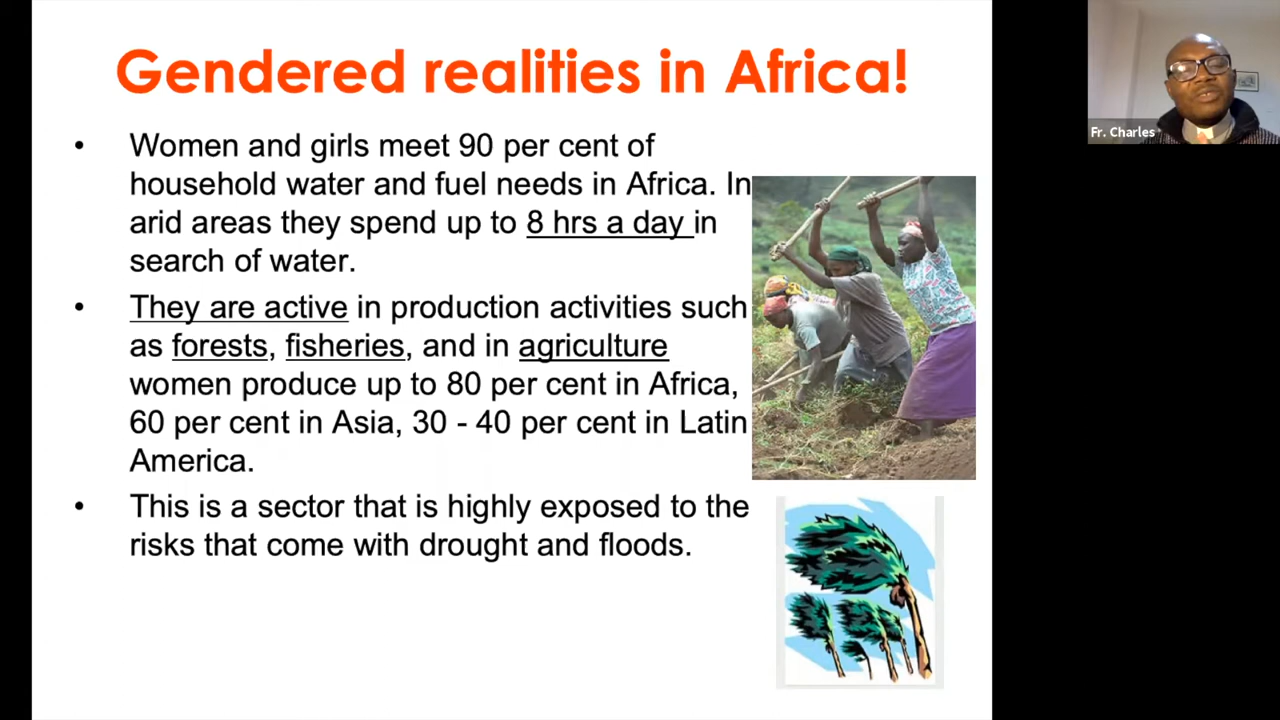 Gendered realities in Africa!
• Women and girls meet 90 per cent of
household water and fuel needs in Africa. In
arid areas they spend up to 8 hrs a day in
search of water.
• They are active in production activities such
as forests, fisheries, and in agriculture
women produce up to 80 per cent in Africa,
60 per cent in Asia, 30 - 40 per cent in Latin
America.
• This is a sector that is highly exposed to the
risks that come with drought and floods.
Fr. Charles